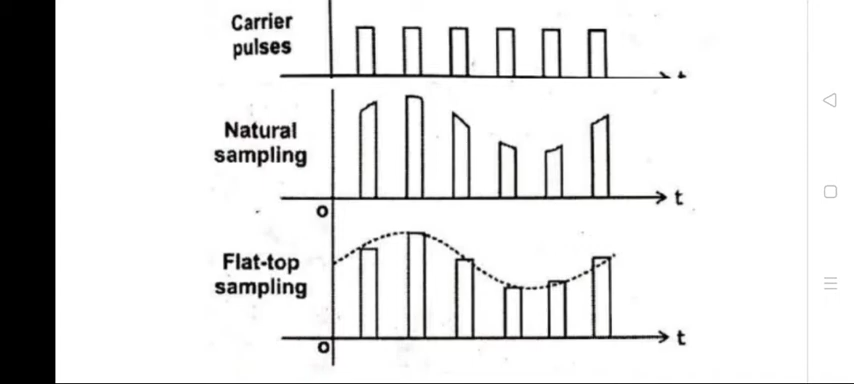 Carrier
pulses
t
Natural
sampling
t
O
Flat-top
sampling
t
O